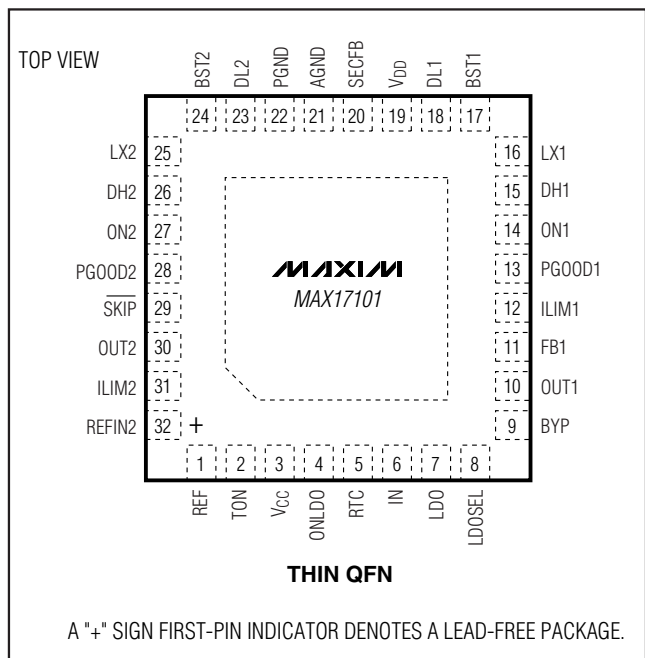 TOP VIEW
BST2
DL2
PGND
AGND
SECFB
VDD
DL1
BST1
24
23
22
21
20
19
18
17
LX2 25
DH2 26
ON2 27
PGOOD2 28
SKIP 29
OUT2 30
ILIM2 31
REFIN2 32 +
16 LX1
15 DH1
14 ON1
13 PGOOD1
12 ILIM1
11 FB1
10 OUT1
9 BYP
MAXIM
MAX17101
1
2
3
4
5
6
7
8
REF
TON
VCC
ONLDO
RTC
IN
LDO
LDOSEL
THIN QFN
A "+" SIGN FIRST-PIN INDICATOR DENOTES A LEAD-FREE PACKAGE.